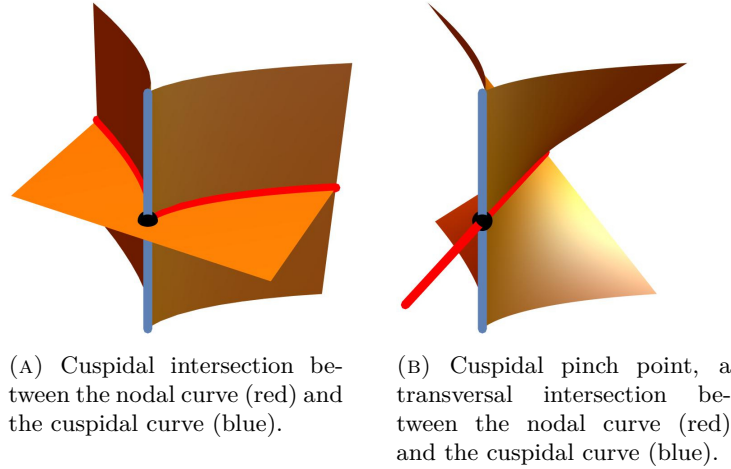 (A) Cuspidal intersection be-
tween the nodal curve (red) and
the cuspidal curve (blue).
(B) Cuspidal pinch point, a
transversal intersection be-
tween the nodal curve (red)
and the cuspidal curve (blue).